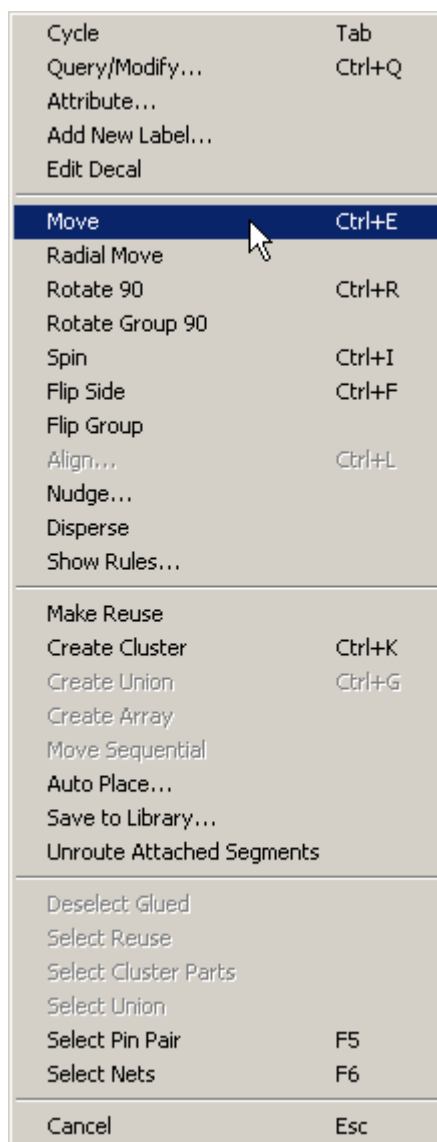 Cycle Tab
Query/Modify... Ctrl+Q
Attribute...
Add New Label...
Edit Decal
Move Ctrl+E
Radial Move
Rotate 90 Ctrl+R
Rotate Group 90
Spin Ctrl+I
Flip Side Ctrl+F
Flip Group
Align... Ctrl+L
Nudge...
Disperse
Show Rules...
Make Reuse
Create Cluster Ctrl+K
Create Union Ctrl+G
Create Array
Move Sequential
Auto Place...
Save to Library...
Unroute Attached Segments
Deselect Glued
Select Reuse
Select Cluster Parts
Select Union
Select Pin Pair F5
Select Nets F6
Cancel Esc